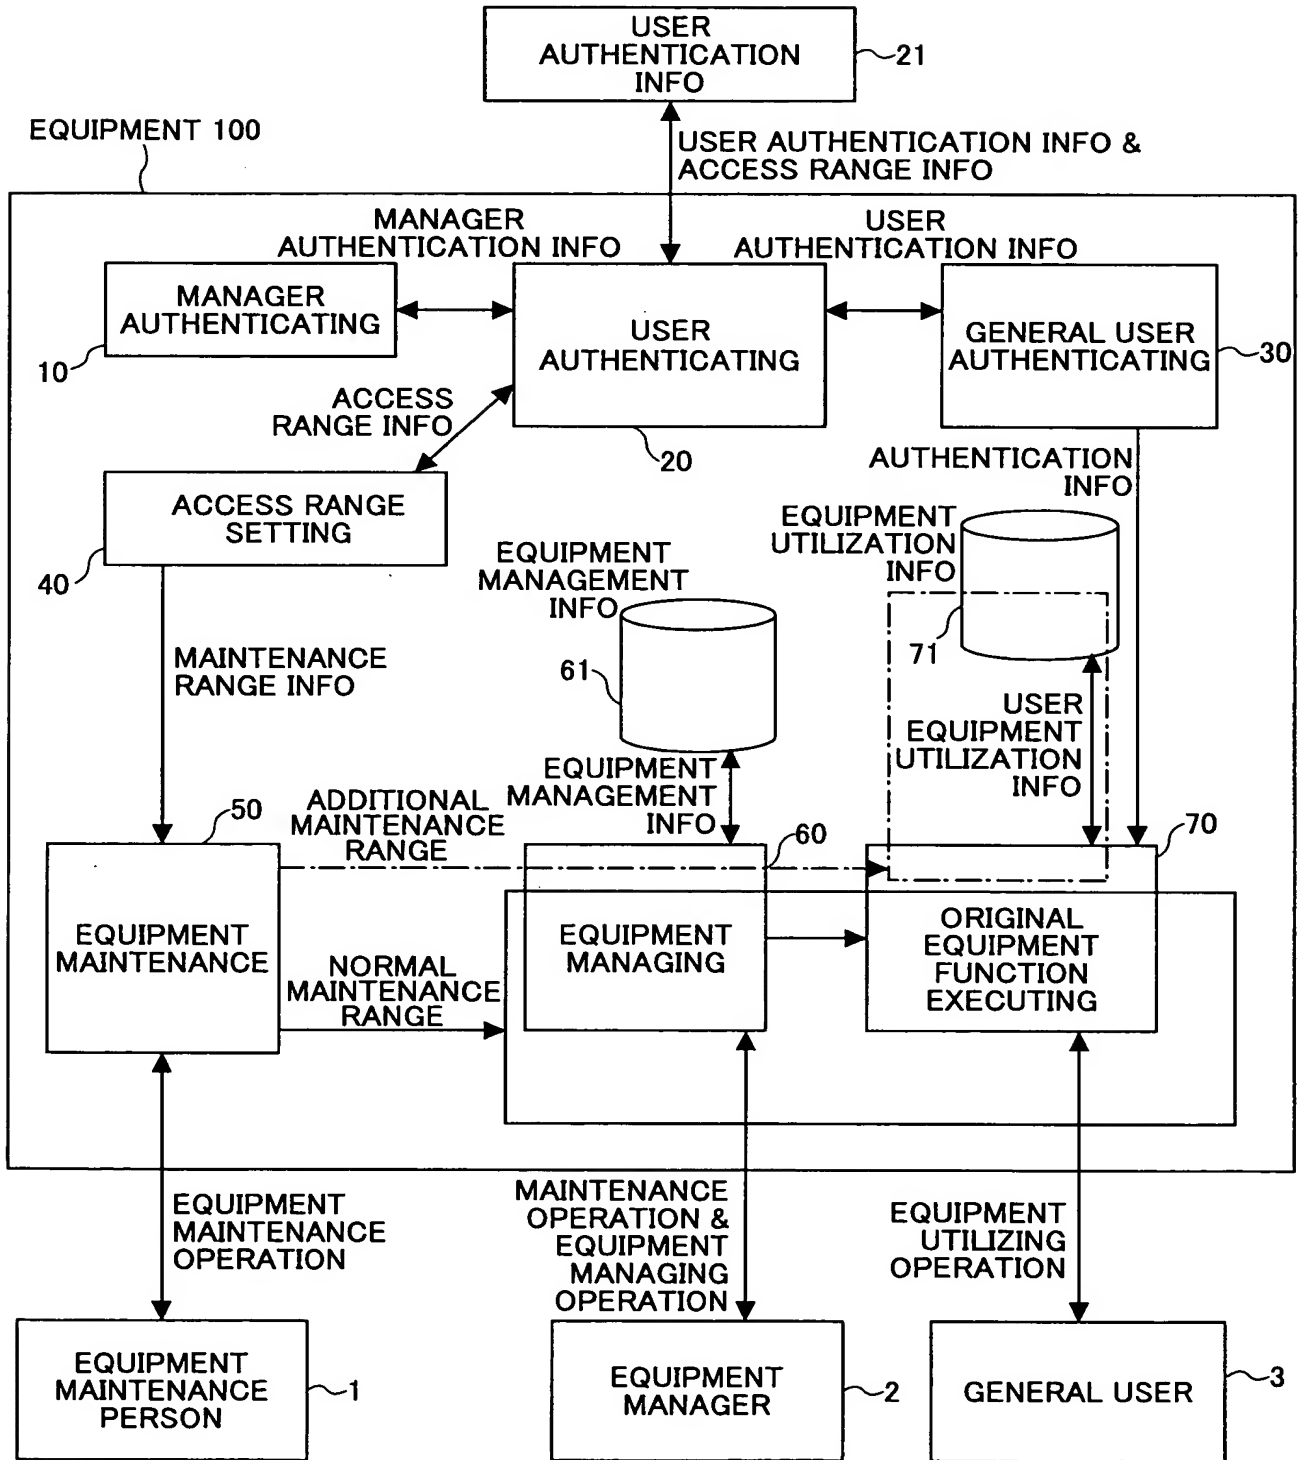 USER
AUTHENTICATION
INFO
21
EQUIPMENT 100
USER AUTHENTICATION INFO &
ACCESS RANGE INFO
MANAGER
AUTHENTICATION INFO
USER
AUTHENTICATION INFO
MANAGER
AUTHENTICATING
10
USER
AUTHENTICATING
20
GENERAL USER
AUTHENTICATING
30
ACCESS
RANGE INFO
AUTHENTICATION
INFO
ACCESS RANGE
SETTING
40
EQUIPMENT
MANAGEMENT
INFO
61
EQUIPMENT
UTILIZATION
INFO
71
MAINTENANCE
RANGE INFO
USER
EQUIPMENT
UTILIZATION
INFO
EQUIPMENT
MANAGEMENT
INFO
ADDITIONAL
MAINTENANCE
RANGE
50
60
70
EQUIPMENT
MAINTENANCE
NORMAL
MAINTENANCE
RANGE
EQUIPMENT
MANAGING
ORIGINAL
EQUIPMENT
FUNCTION
EXECUTING
EQUIPMENT
MAINTENANCE
OPERATION
MAINTENANCE
OPERATION &
EQUIPMENT
MANAGING
OPERATION
EQUIPMENT
UTILIZING
OPERATION
EQUIPMENT
MAINTENANCE
PERSON
1
EQUIPMENT
MANAGER
2
GENERAL USER
3